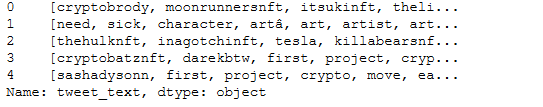 0    [cryptobrody, moonrunnersnft, itsukinft, theli...
1    [need, sick, character, artâ, art, artist, art...
2    [thehulknft, inagotchinft, tesla, killabearsnf...
3    [cryptobatznft, darekbtw, first, project, cryp...
4    [sashadysonn, first, project, crypto, move, ea...
Name: tweet_text, dtype: object